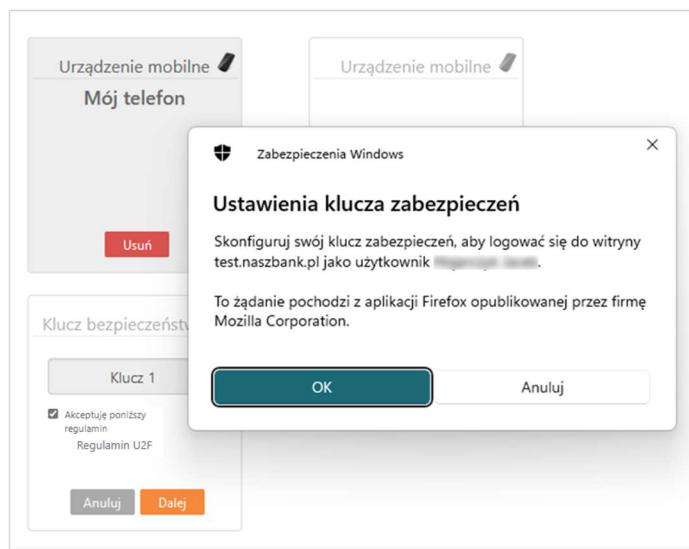 Urządzenie mobilne
Mój telefon
Usuń
Urządzenie mobilne
Zabezpieczenia Windows
Ustawienia klucza zabezpieczeń
Skonfiguruj swój klucz zabezpieczeń, aby logować się do witryny
test.naszbank.pl jako użytkownik .
To żądanie pochodzi z aplikacji Firefox opublikowanej przez firmę
Mozilla Corporation.
OK
Anuluj
Klucz bezpieczeńst
Klucz 1
Akceptuję poniższy
regulamin
Regulamin U2F
Anuluj
Dalej